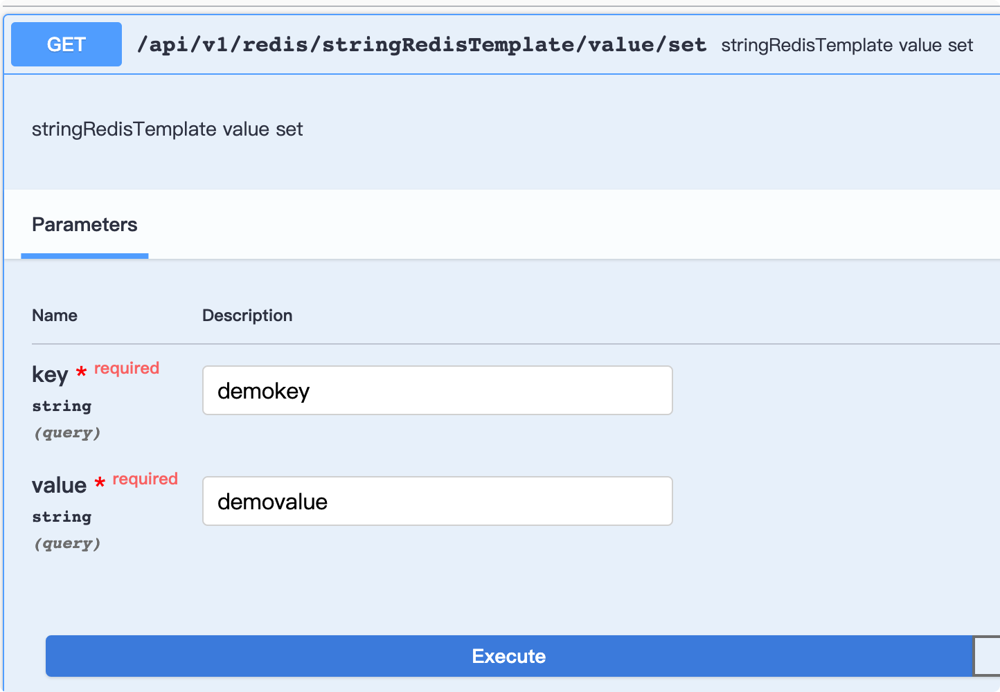 GET /api/v1/redis/stringRedisTemplate/value/set stringRedisTemplate value set
stringRedisTemplate value set
Parameters
Name Description
key * required
string
(query)
demokey
value * required
string
(query)
demovalue
Execute